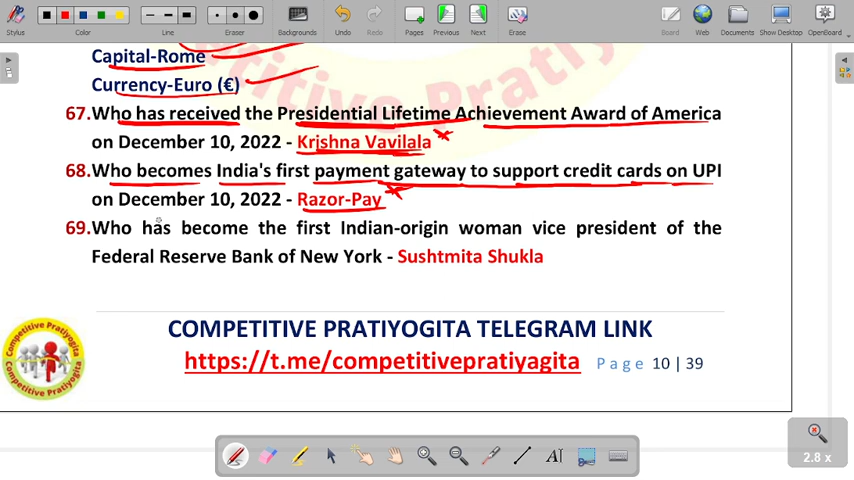 Stylus
Color
Line
Eraser
Backgrounds
Undo
Redo
Pages
Previous
Next
Erase
Board
Web
Documents
Show Desktop
OpenBoard
Capital-Rome
Currency-Euro (€)
67.Who has received the Presidential Lifetime Achievement Award of America
on December 10, 2022 - Krishna Vavilala
68.Who becomes India's first payment gateway to support credit cards on UPI
on December 10, 2022 - Razor-Pay
69.Who has become the first Indian-origin woman vice president of the
Federal Reserve Bank of New York - Sushtmita Shukla
Competitive Pratiyogita
Competitive Pratiyogita
COMPETITIVE PRATIYOGITA TELEGRAM LINK
https://t.me/competitivepratiyagita Page 10 | 39
2.8 x